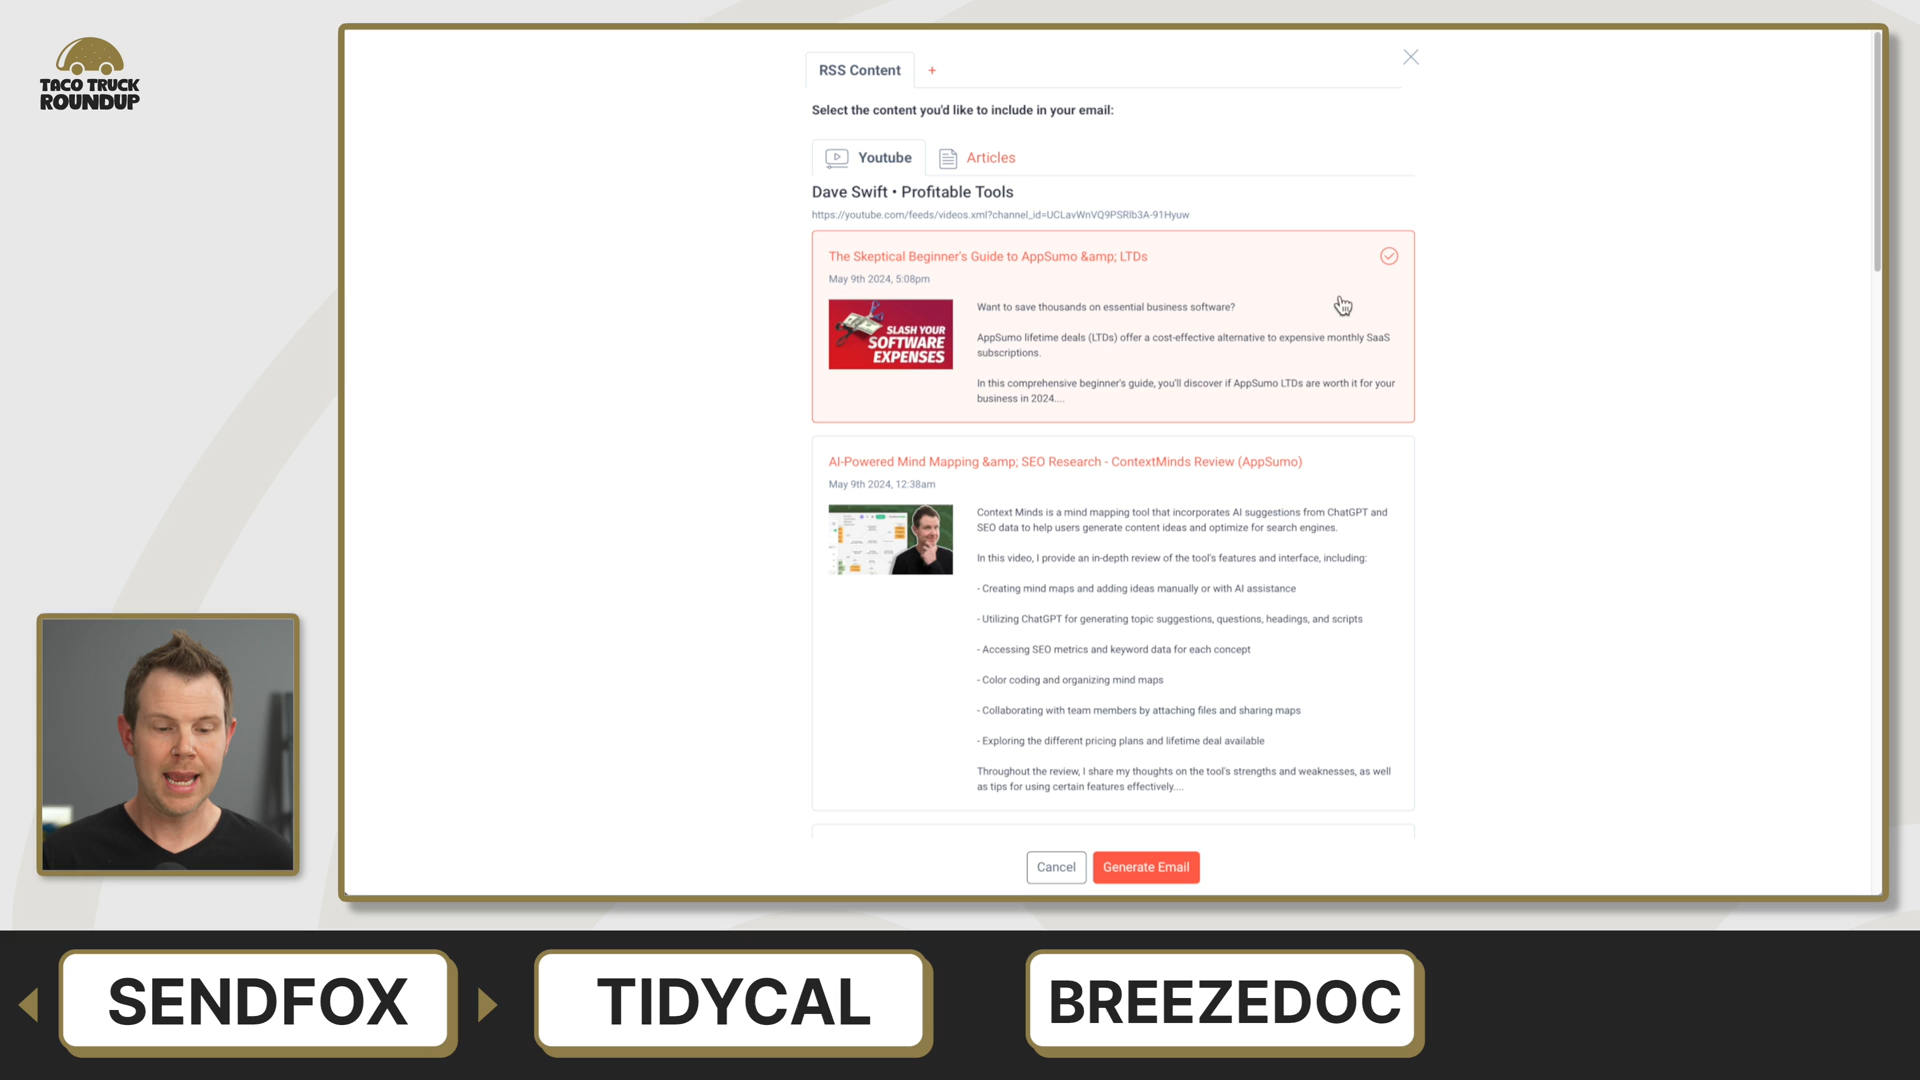 TACO TRUCK
ROUNDUP
RSS Content
+
Select the content you'd like to include in your email:
Youtube
Articles
Dave Swift • Profitable Tools
https://youtube.com/feeds/videos.xml?channel_id=UCLavWnVQ9PSRlb3A-91Hyuw
The Skeptical Beginner's Guide to AppSumo &amp; LTDs
May 9th 2024, 5:08pm
SLASH YOUR
SOFTWARE
EXPENSES
Want to save thousands on essential business software?
AppSumo lifetime deals (LTDs) offer a cost-effective alternative to expensive monthly SaaS
subscriptions.
In this comprehensive beginner's guide, you'll discover if AppSumo LTDs are worth it for your
business in 2024....
AI-Powered Mind Mapping &amp; SEO Research - ContextMinds Review (AppSumo)
May 9th 2024, 12:38am
Context Minds is a mind mapping tool that incorporates AI suggestions from ChatGPT and
SEO data to help users generate content ideas and optimize for search engines.
In this video, I provide an in-depth review of the tool's features and interface, including:
- Creating mind maps and adding ideas manually or with AI assistance
- Utilizing ChatGPT for generating topic suggestions, questions, headings, and scripts
- Accessing SEO metrics and keyword data for each concept
- Color coding and organizing mind maps
- Collaborating with team members by attaching files and sharing maps
- Exploring the different pricing plans and lifetime deal available
Throughout the review, I share my thoughts on the tool's strengths and weaknesses, as well
as tips for using certain features effectively....
Cancel
Generate Email
SENDFOX
TIDYCAL
BREEZEDOC